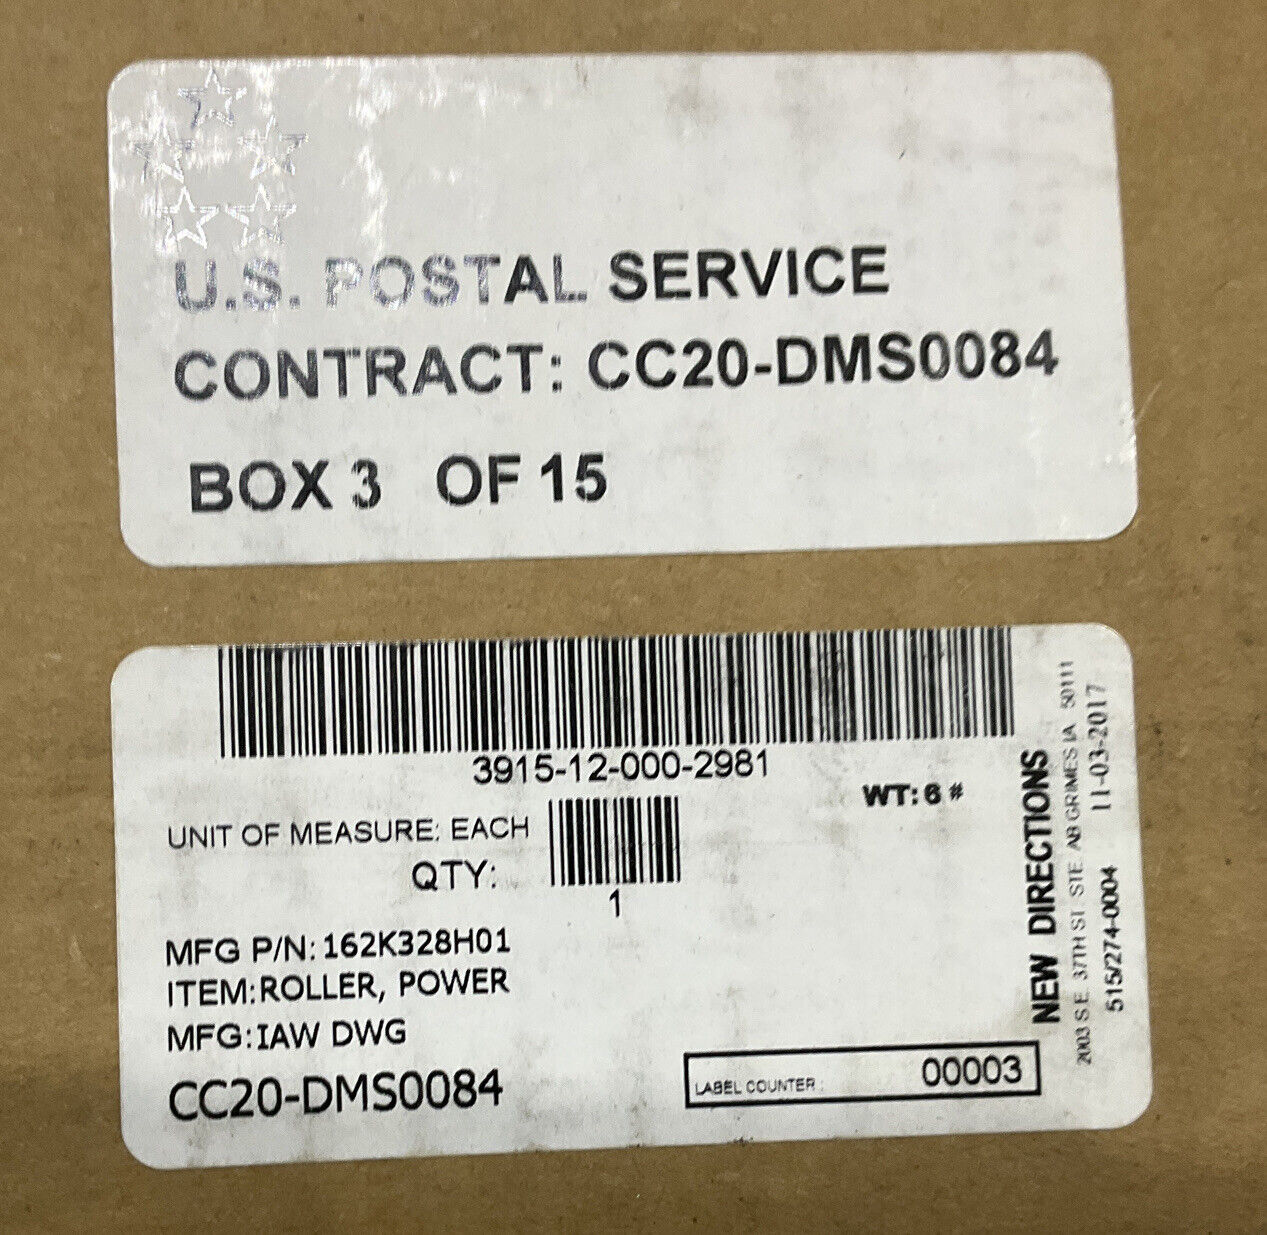 U.S. POSTAL SERVICE
CONTRACT: CC20-DMS0084
BOX 3 OF 15
3915-12-000-2981
WT: 6 #
UNIT OF MEASURE: EACH
QTY:
1
MFG P/N: 162K328H01
ITEM: ROLLER, POWER
MFG: IAW DWG
CC20-DMS0084
LABEL COUNTER : 00003
NEW DIRECTIONS
2003 S.E. 37TH ST. STE. AB GRIMES IA 50111
515/274-0004 11-03-2017